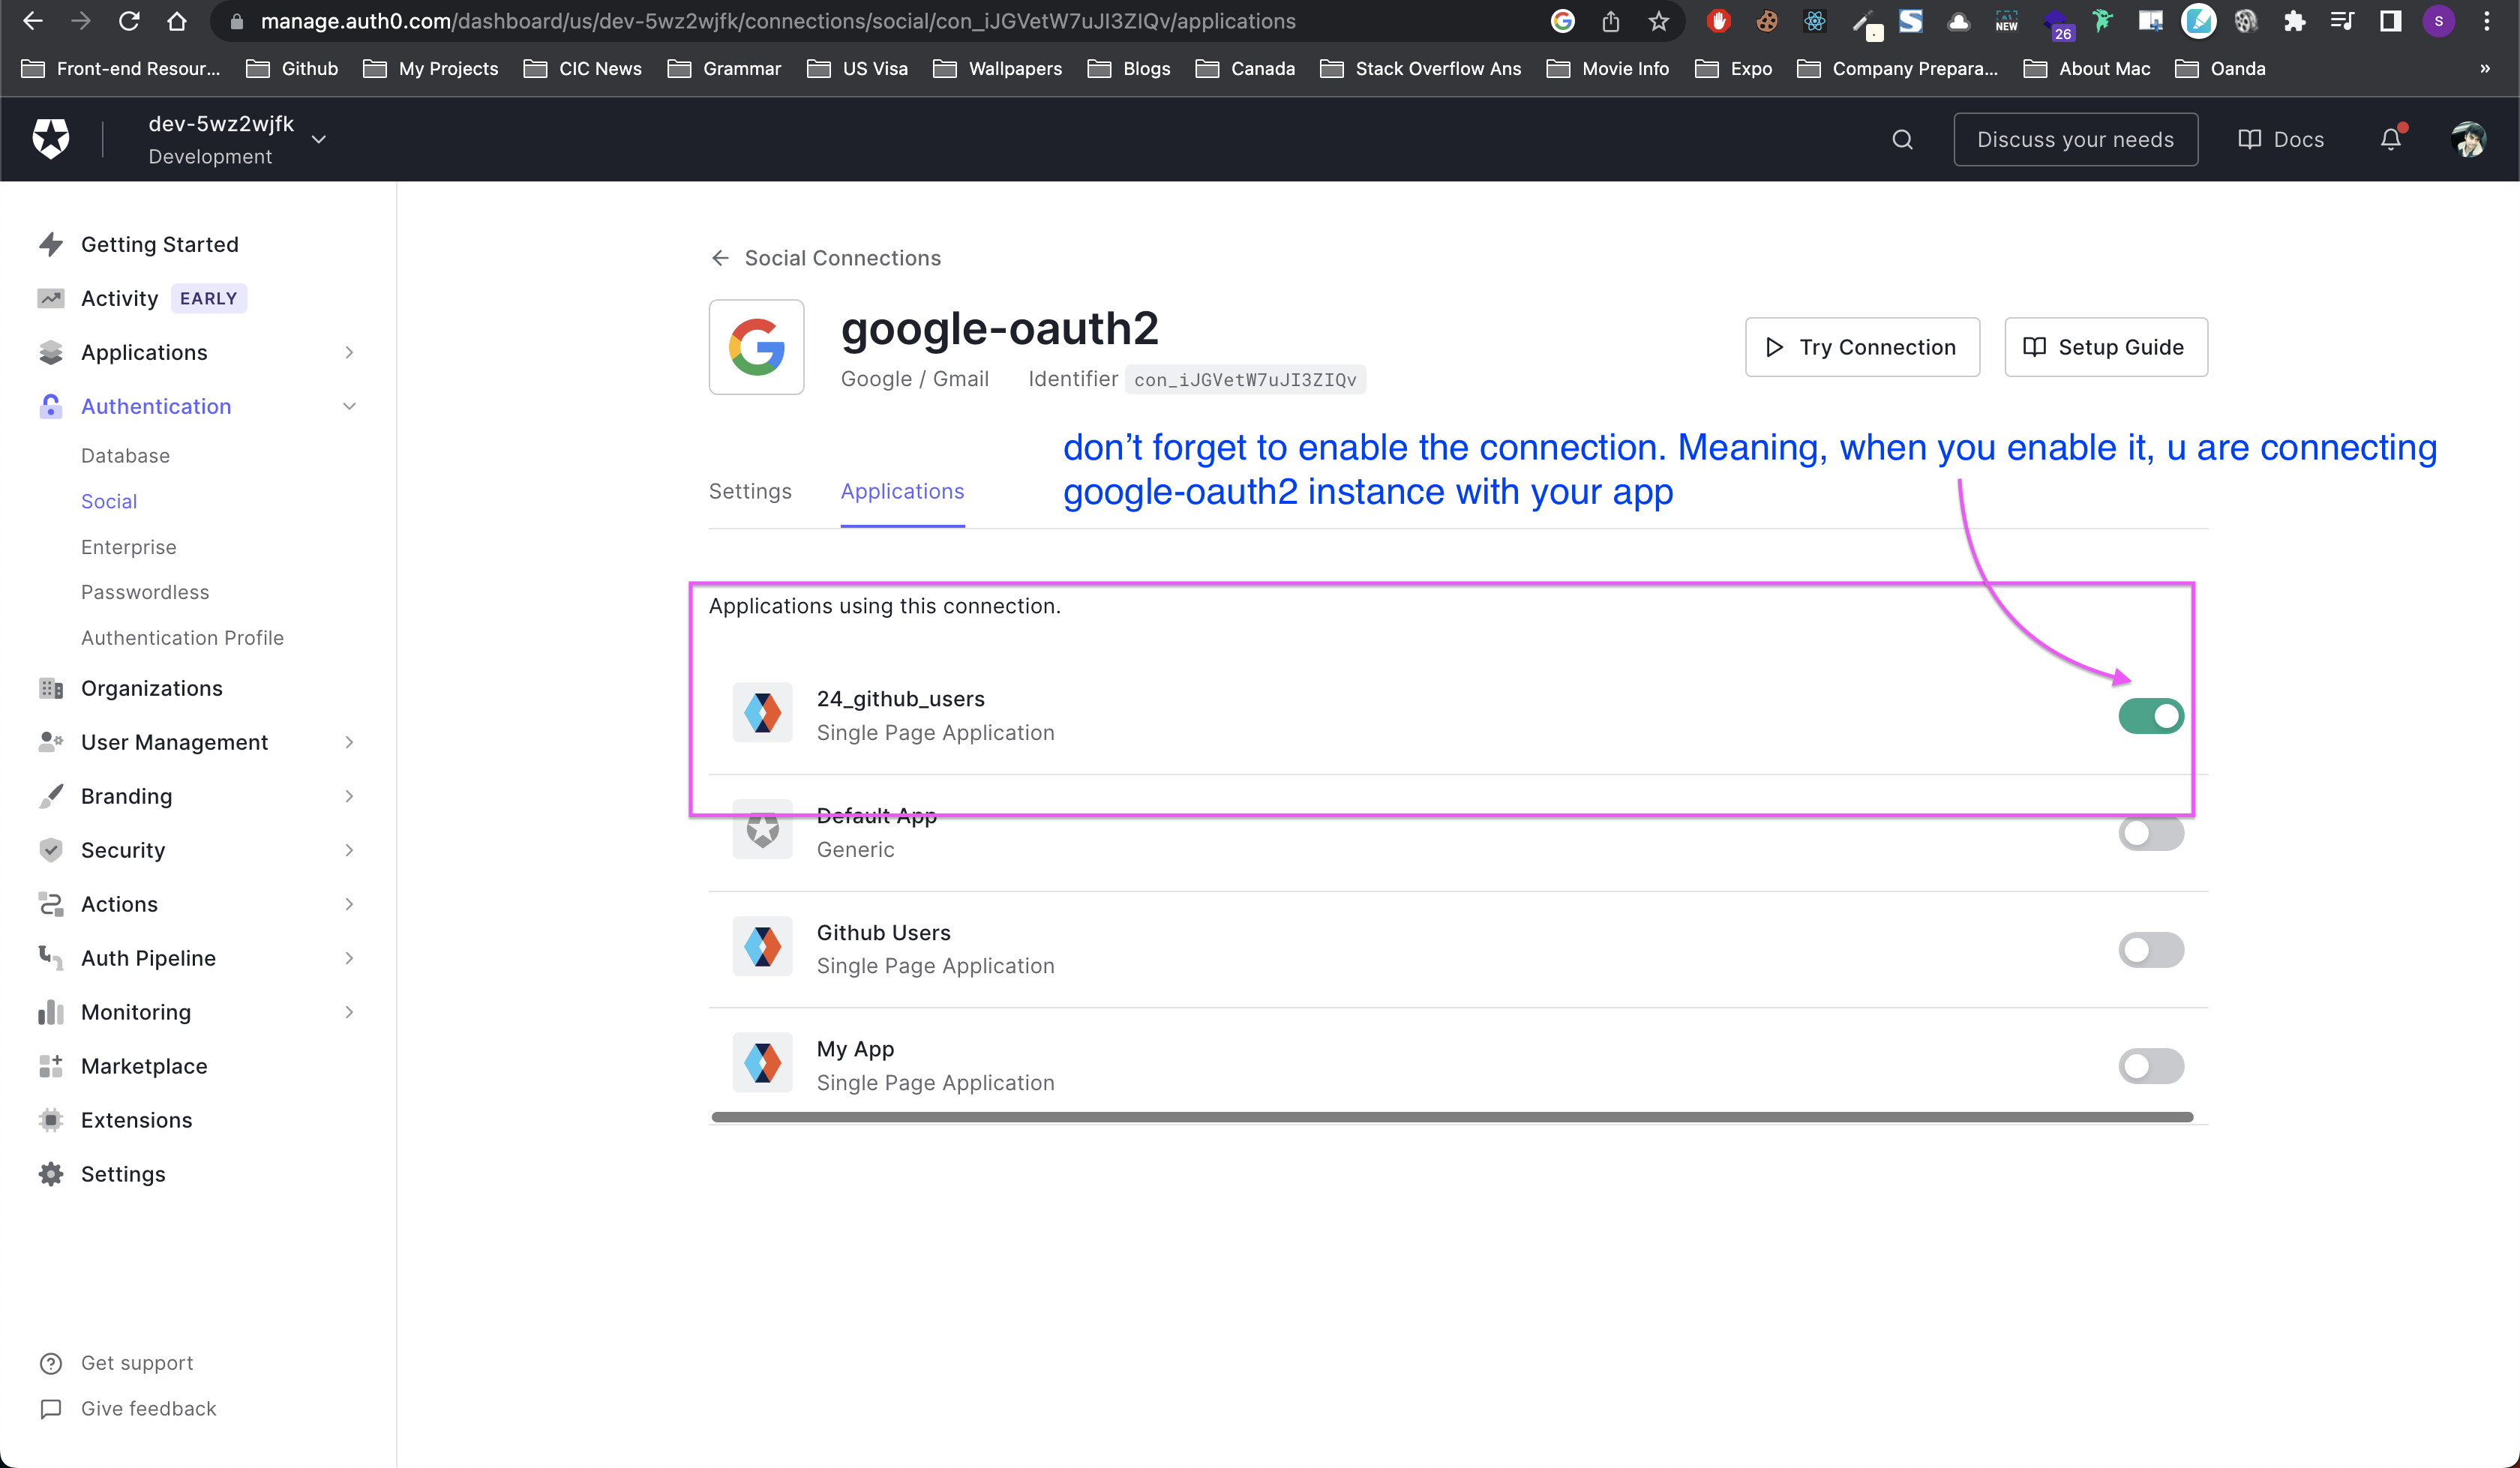 manage.auth0.com/dashboard/us/dev-5wz2wjfk/connections/social/con_iJGVetW7uJI3ZIQv/applications
NEW
26
S
Front-end Resour... Github My Projects CIC News Grammar US Visa Wallpapers Blogs Canada Stack Overflow Ans Movie Info Expo Company Prepara... About Mac Oanda »
dev-5wz2wjfk
Development
Discuss your needs
Docs
Getting Started
Activity EARLY
Applications
Authentication
Database
Social
Enterprise
Passwordless
Authentication Profile
Organizations
User Management
Branding
Security
Actions
Auth Pipeline
Monitoring
Marketplace
Extensions
Settings
Get support
Give feedback
Social Connections
google-oauth2
Google / Gmail Identifier con_iJGVetW7uJI3ZIQv
Try Connection
Setup Guide
don’t forget to enable the connection. Meaning, when you enable it, u are connecting
google-oauth2 instance with your app
Settings Applications
Applications using this connection.
24_github_users
Single Page Application
Default App
Generic
Github Users
Single Page Application
My App
Single Page Application